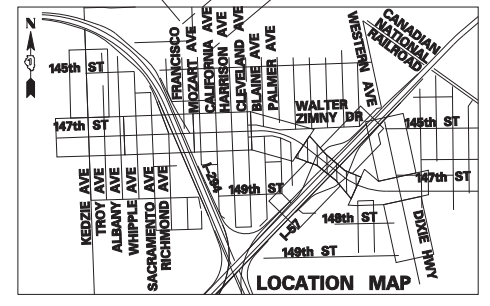 N
FRANCISCO AVE
MOZART AVE
CALIFORNIA AVE
HARRISON AVE
CLEVELAND AVE
BLAINE AVE
PALMER AVE
WESTERN AVE
CANADIAN
NATIONAL
RAILROAD
145th ST
WALTER
ZIMNY DR
147th ST
145th ST
KEDZIE AVE
TROY AVE
ALBANY AVE
WHIPPLE AVE
SACRAMENTO AVE
RICHMOND AVE
I-294
149th ST
147th ST
I-57
148th ST
149th ST
DIXIE HWY
LOCATION MAP